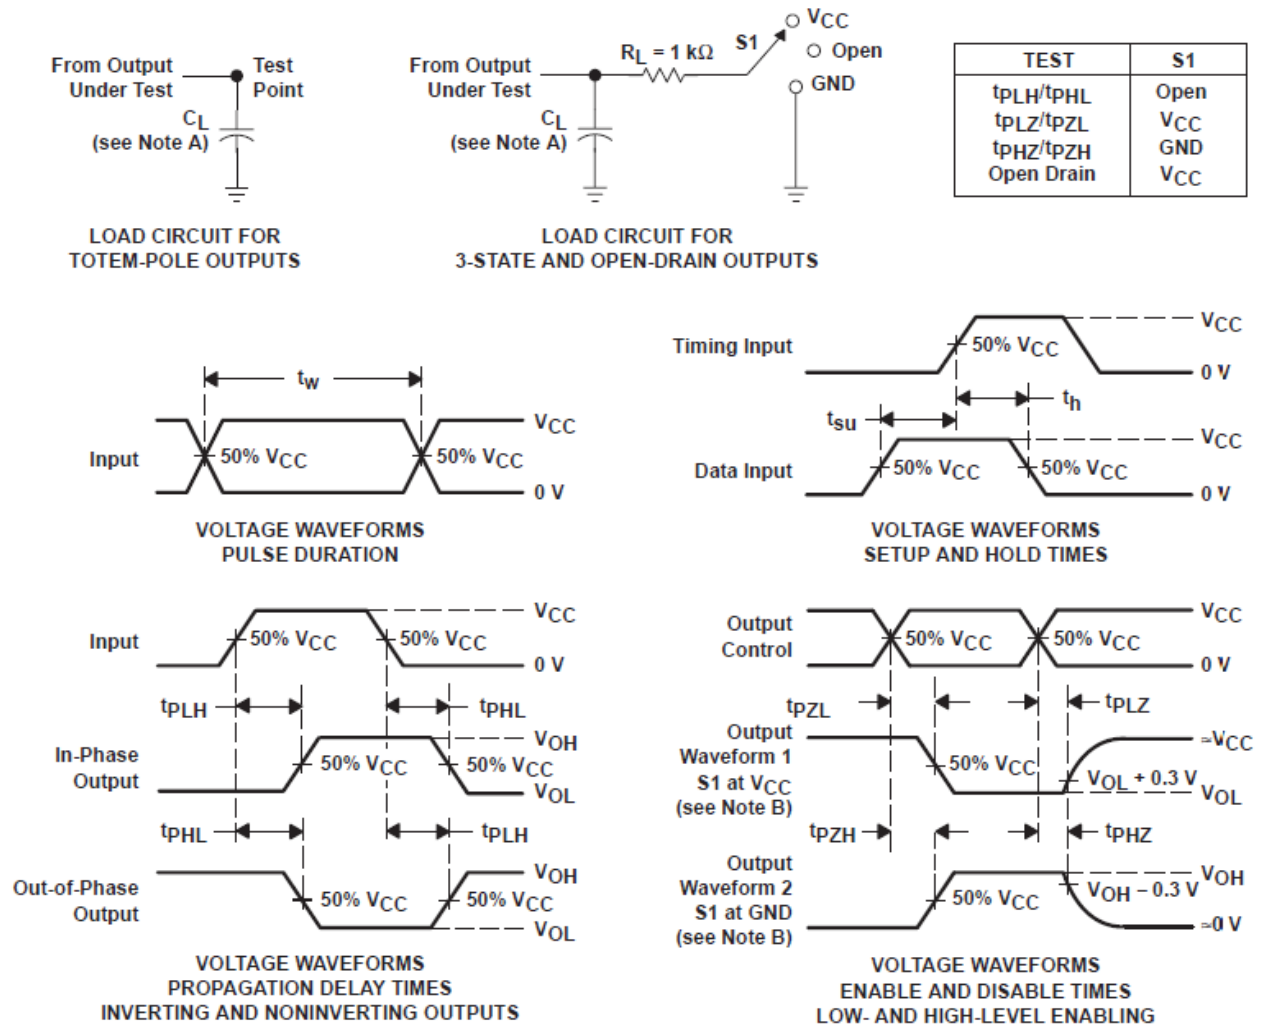 From Output
Under Test
Test
Point
CL
(see Note A)
LOAD CIRCUIT FOR
TOTEM-POLE OUTPUTS
From Output
Under Test
RL = 1 kΩ
S1
VCC
Open
GND
CL
(see Note A)
LOAD CIRCUIT FOR
3-STATE AND OPEN-DRAIN OUTPUTS
TEST S1
tPLH/tPHL Open
tPLZ/tPZL VCC
tPHZ/tPZH GND
Open Drain VCC
tw
Input
50% VCC
50% VCC
VCC
0 V
VOLTAGE WAVEFORMS
PULSE DURATION
Timing Input
50% VCC
VCC
0 V
tsu
th
Data Input
50% VCC
50% VCC
VCC
0 V
VOLTAGE WAVEFORMS
SETUP AND HOLD TIMES
Input
50% VCC
50% VCC
VCC
0 V
tPLH
tPHL
In-Phase
Output
50% VCC
50% VCC
VOH
VOL
tPHL
tPLH
Out-of-Phase
Output
50% VCC
50% VCC
VOH
VOL
VOLTAGE WAVEFORMS
PROPAGATION DELAY TIMES
INVERTING AND NONINVERTING OUTPUTS
Output
Control
50% VCC
50% VCC
VCC
0 V
tPZL
tPLZ
Output
Waveform 1
S1 at VCC
(see Note B)
50% VCC
≈VCC
VOL + 0.3 V
VOL
tPZH
tPHZ
Output
Waveform 2
S1 at GND
(see Note B)
50% VCC
VOH
VOH − 0.3 V
≈0 V
VOLTAGE WAVEFORMS
ENABLE AND DISABLE TIMES
LOW- AND HIGH-LEVEL ENABLING